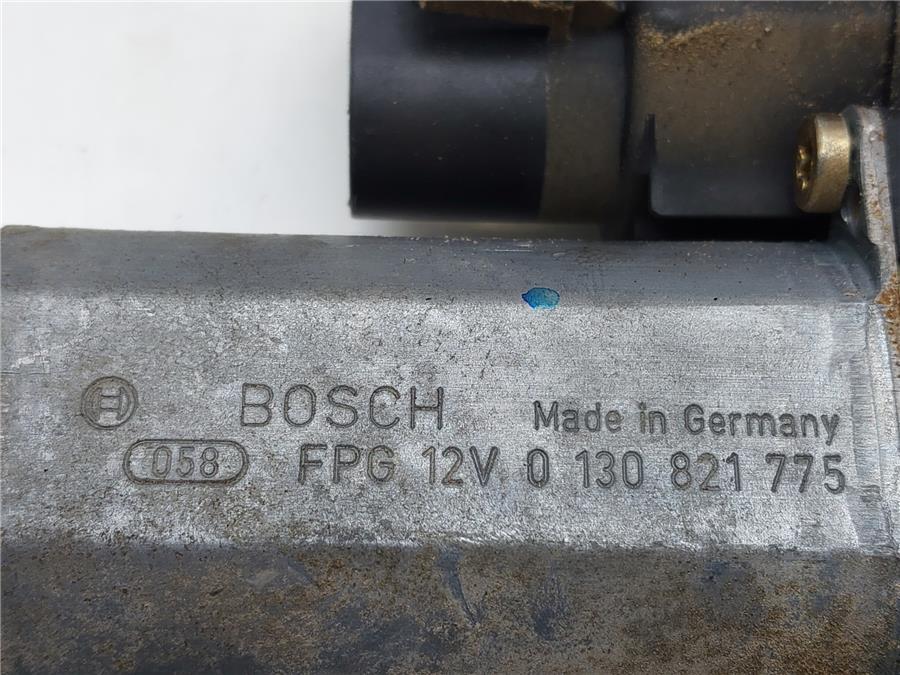 BOSCH Made in Germany
058 FPG 12V 0 130 821 775